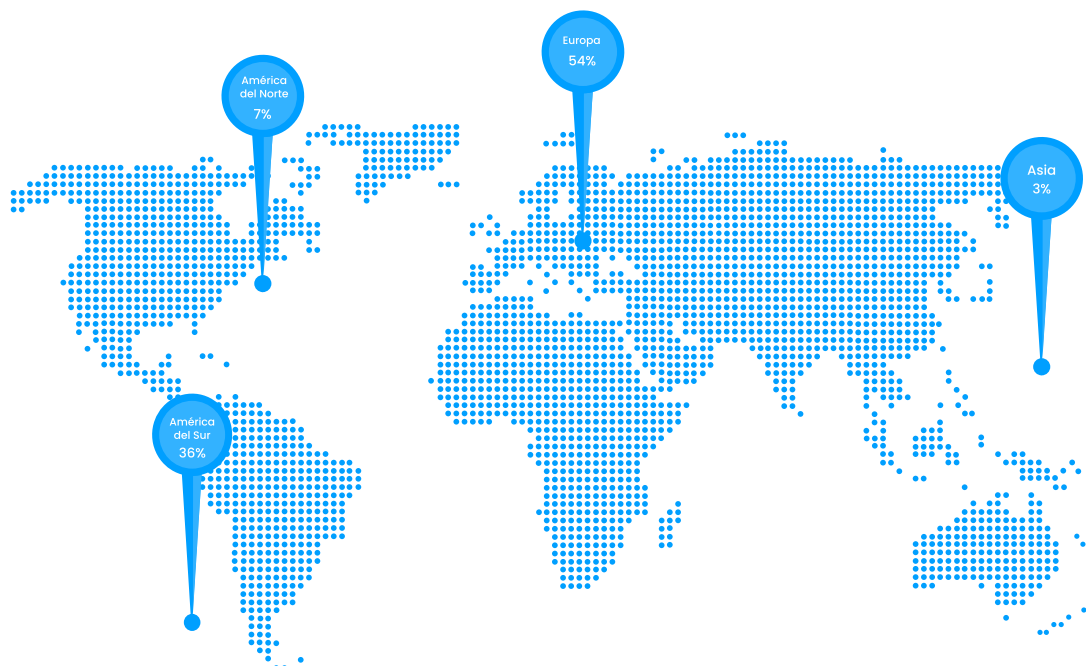 Europa
54%
América
del Norte
7%
Asia
3%
América
del Sur
36%